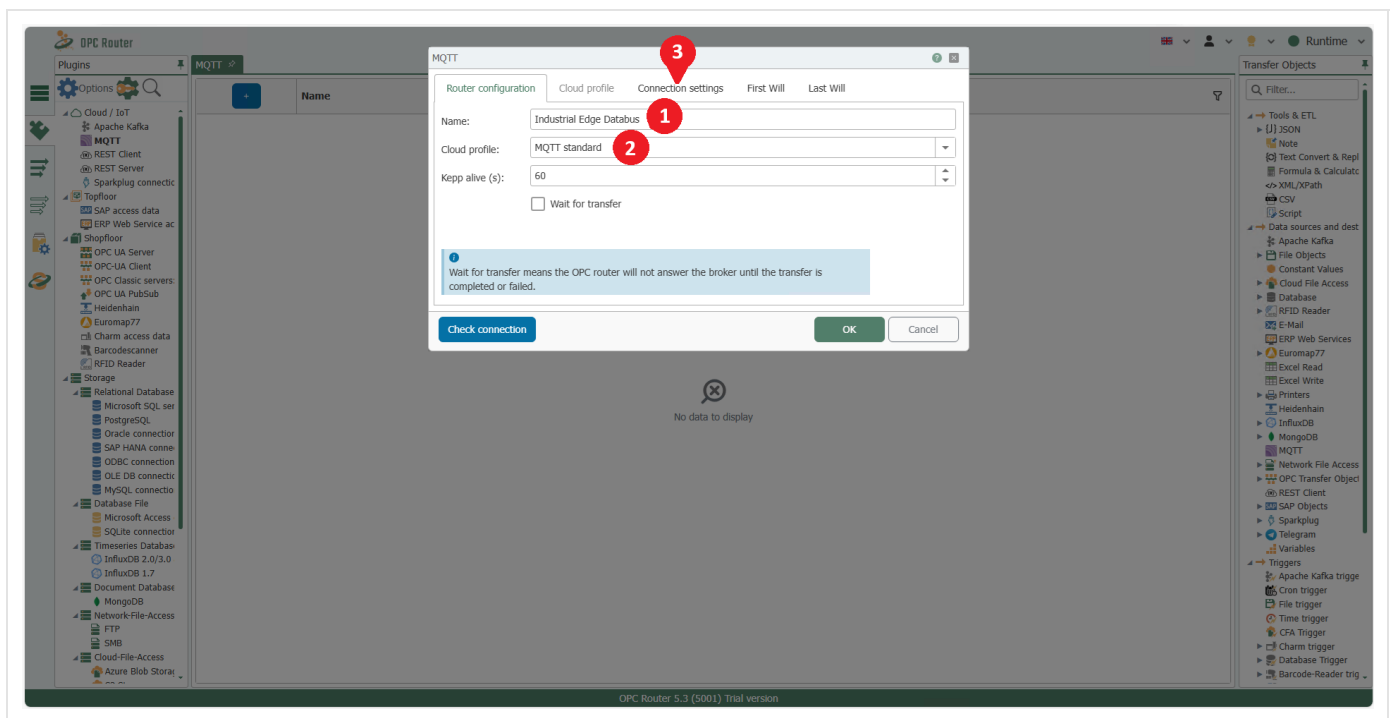 OPC Router
Runtime
Plugins
MQTT
Options
Cloud / IoT
Apache Kafka
MQTT
REST Client
REST Server
Sparkplug connectic
Topfloor
SAP access data
ERP Web Service ac
Shopfloor
OPC UA Server
OPC-UA Client
OPC Classic servers:
OPC UA PubSub
Heidenhain
Euromap77
Charm access data
Barcodescanner
RFID Reader
Storage
Relational Database
Microsoft SQL ser
PostgreSQL
Oracle connection
SAP HANA conne
ODBC connection
OLE DB connectic
MySQL connectio
Database File
Microsoft Access
SQLite connection
Timeseries Databas
InfluxDB 2.0/3.0
InfluxDB 1.7
Document Database
MongoDB
Network-File-Access
FTP
SMB
Cloud-File-Access
Azure Blob Storag
+
Name
MQTT
3
Router configuration
Cloud profile
Connection settings
First Will
Last Will
Name:
Industrial Edge Databus
1
Cloud profile:
MQTT standard
2
Kepp alive (s):
60
Wait for transfer
Wait for transfer means the OPC router will not answer the broker until the transfer is
completed or failed.
Check connection
OK
Cancel
No data to display
Transfer Objects
Filter...
Tools & ETL
JSON
Note
Text Convert & Repl
Formula & Calculatc
XML/XPath
CSV
Script
Data sources and dest
Apache Kafka
File Objects
Constant Values
Cloud File Access
Database
RFID Reader
E-Mail
ERP Web Services
Euromap77
Excel Read
Excel Write
Printers
Heidenhain
InfluxDB
MongoDB
MQTT
Network File Access
OPC Transfer Object
REST Client
SAP Objects
Sparkplug
Telegram
Variables
Triggers
Apache Kafka trigge
Cron trigger
File trigger
Time trigger
CFA Trigger
Charm trigger
Database Trigger
Barcode-Reader trig
OPC Router 5.3 (5001) Trial version